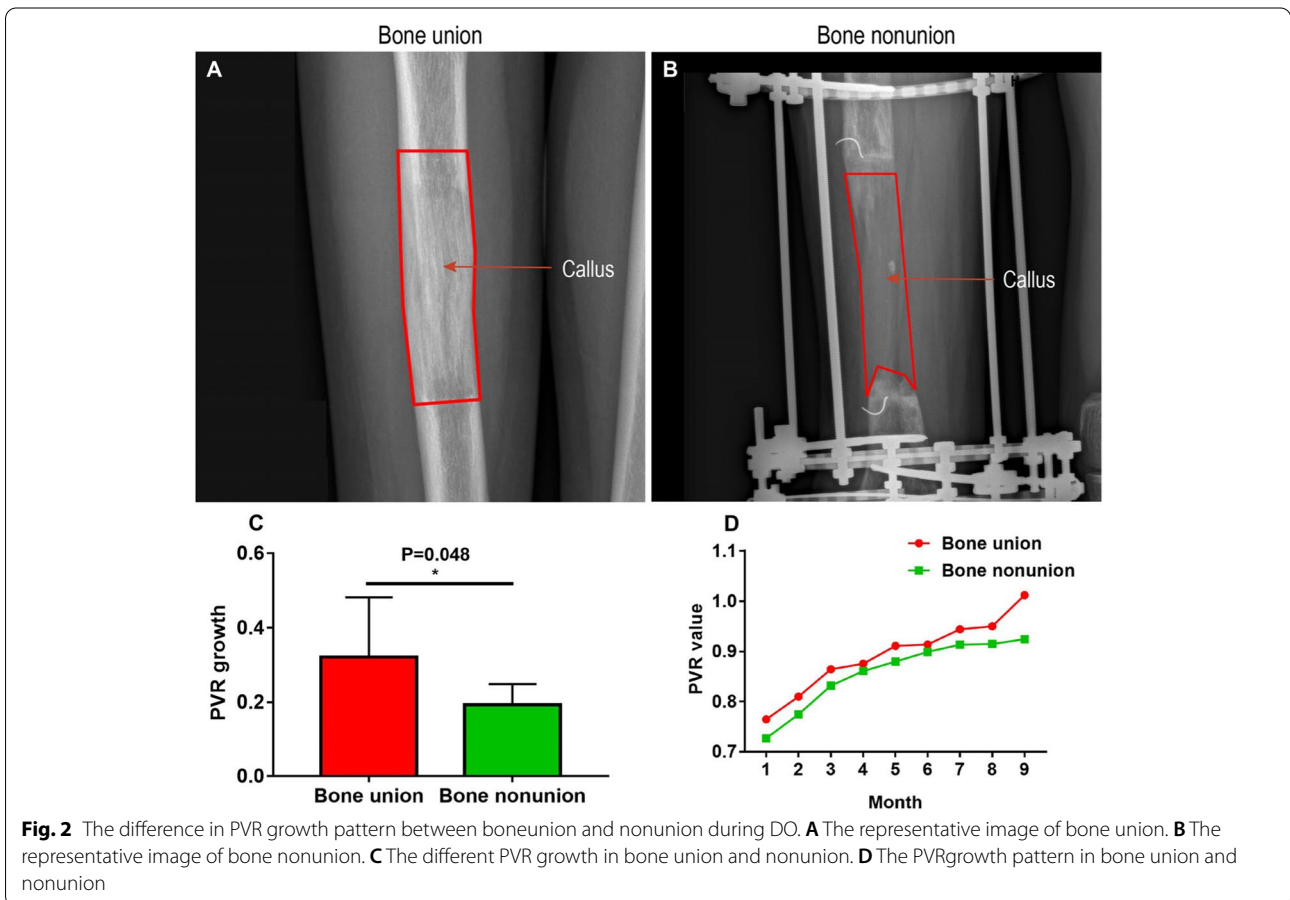 Bone union
Bone nonunion
A
B
Callus
Callus
C
P=0.048
*
0.6
0.4
0.2
0.0
PVR growth
Bone union
Bone nonunion
D
Bone union
Bone nonunion
1.1
1.0
0.9
0.8
0.7
PVR value
1 2 3 4 5 6 7 8 9
Month
Fig. 2 The difference in PVR growth pattern between boneunion and nonunion during DO. A The representative image of bone union. B The
representative image of bone nonunion. C The different PVR growth in bone union and nonunion. D The PVRgrowth pattern in bone union and
nonunion